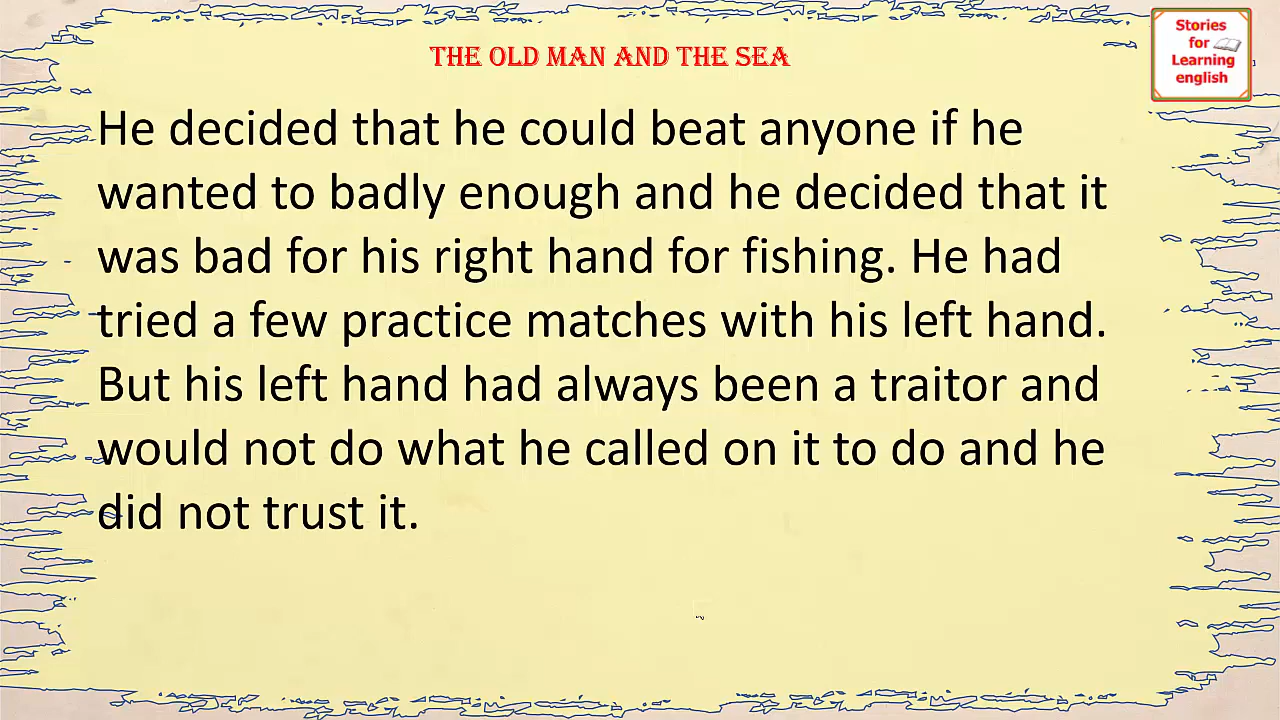 THE OLD MAN AND THE SEA
Stories
for
Learning
english
He decided that he could beat anyone if he
wanted to badly enough and he decided that it
was bad for his right hand for fishing. He had
tried a few practice matches with his left hand.
But his left hand had always been a traitor and
would not do what he called on it to do and he
did not trust it.